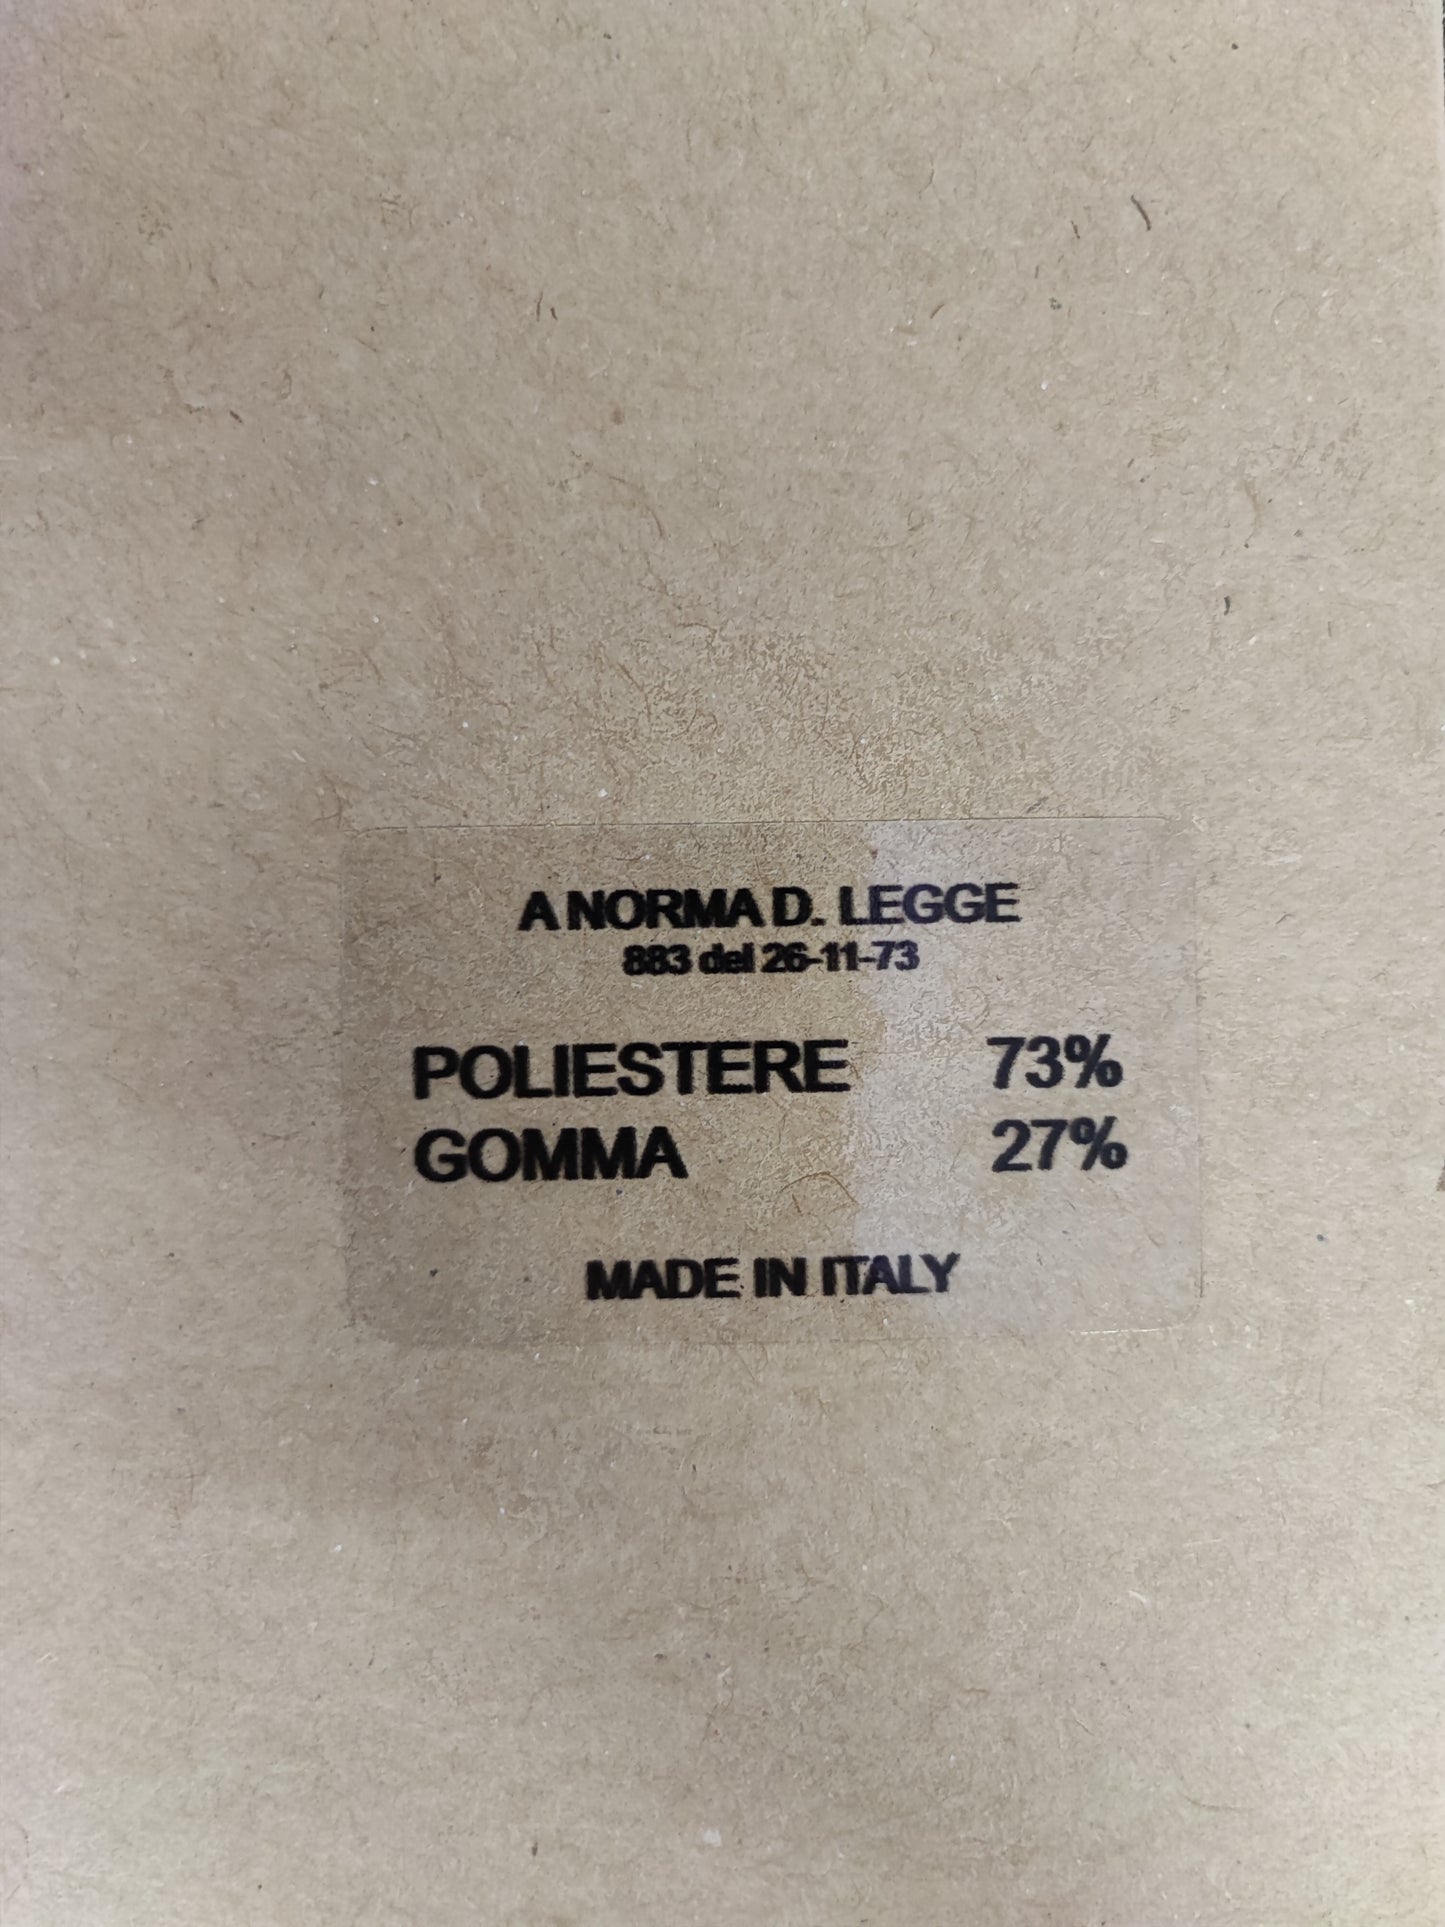 A NORMA D. LEGGE
883 del 26-11-73
POLIESTERE 73%
GOMMA 27%
MADE IN ITALY